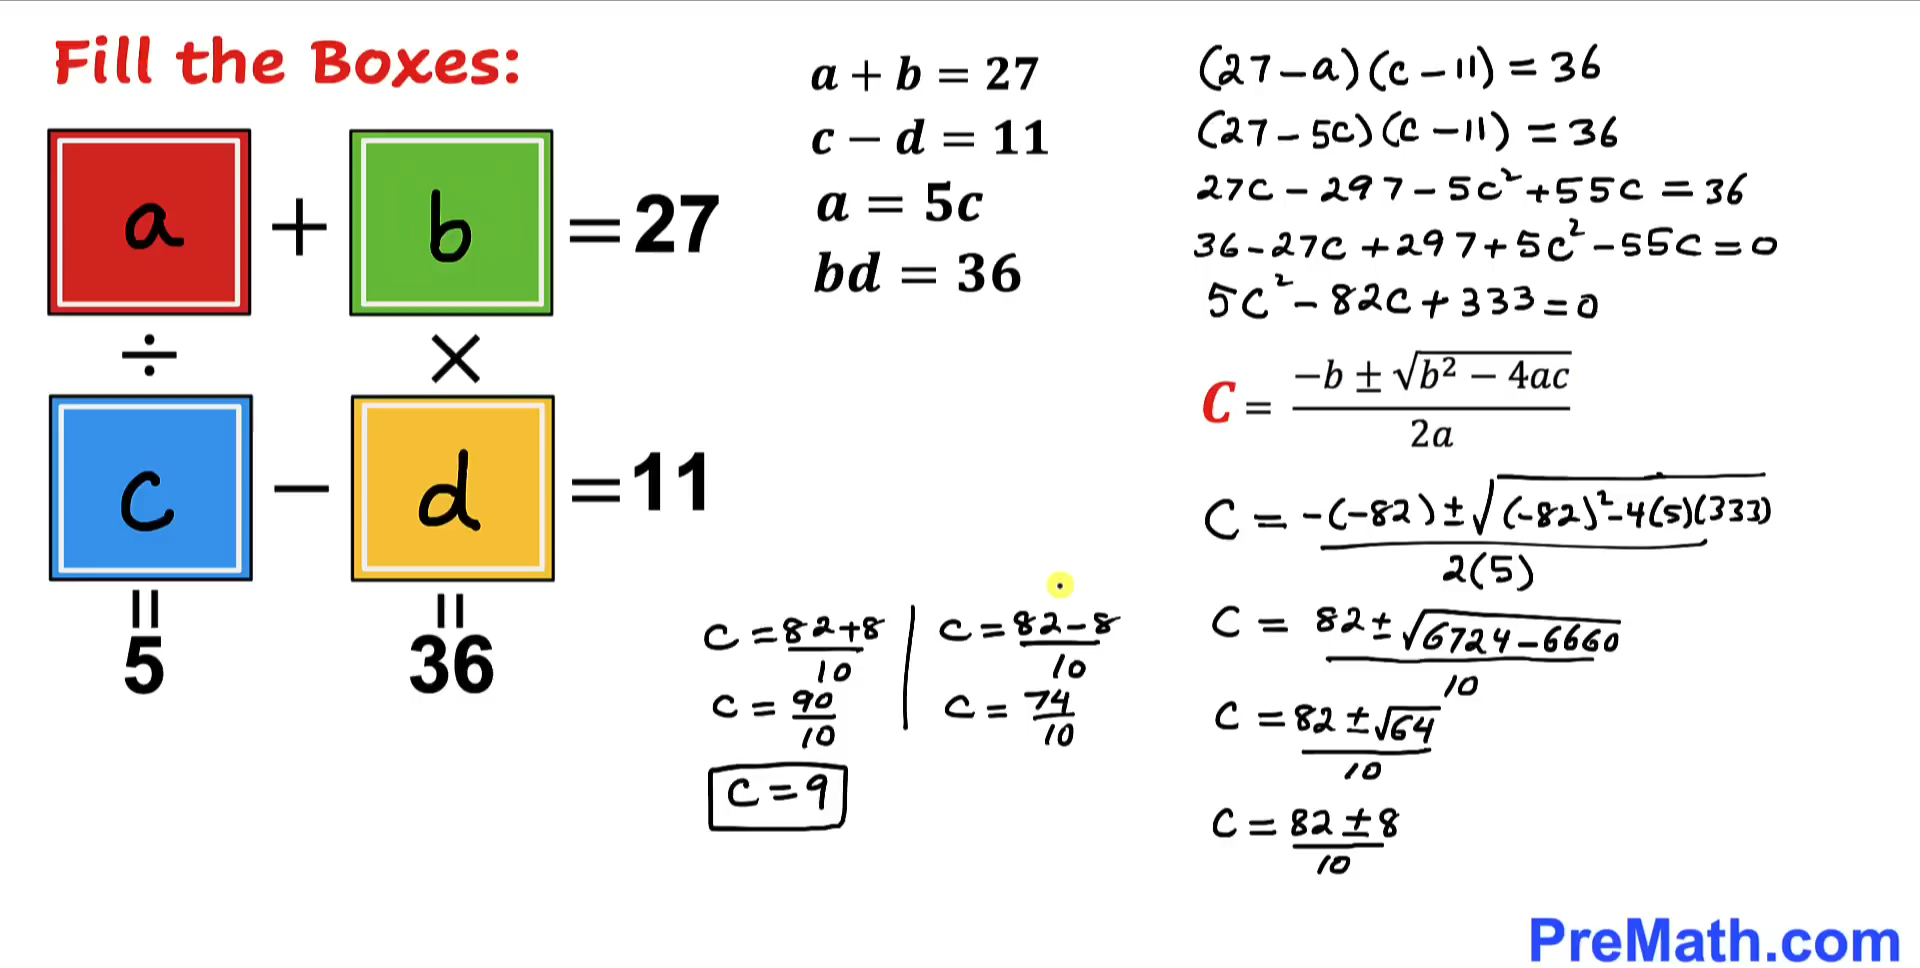 Fill the Boxes:
a + b = 27
÷ ×
c − d = 11
= =
5 36
a + b = 27
c − d = 11
a = 5c
bd = 36
(27 − a)(c − 11) = 36
(27 − 5c)(c − 11) = 36
27c − 297 − 5c² + 55c = 36
36 − 27c + 297 + 5c² − 55c = 0
5c² − 82c + 333 = 0
C = −b ± √b² − 4ac
2a
C = −(−82) ± √(−82)² − 4(5)(333)
2(5)
C = 82 ± √6724 − 6660
10
C = 82 ± √64
10
C = 82 ± 8
10
C = 82 + 8
10
C = 90
10
C = 9
C = 82 − 8
10
C = 74
10
PreMath.com